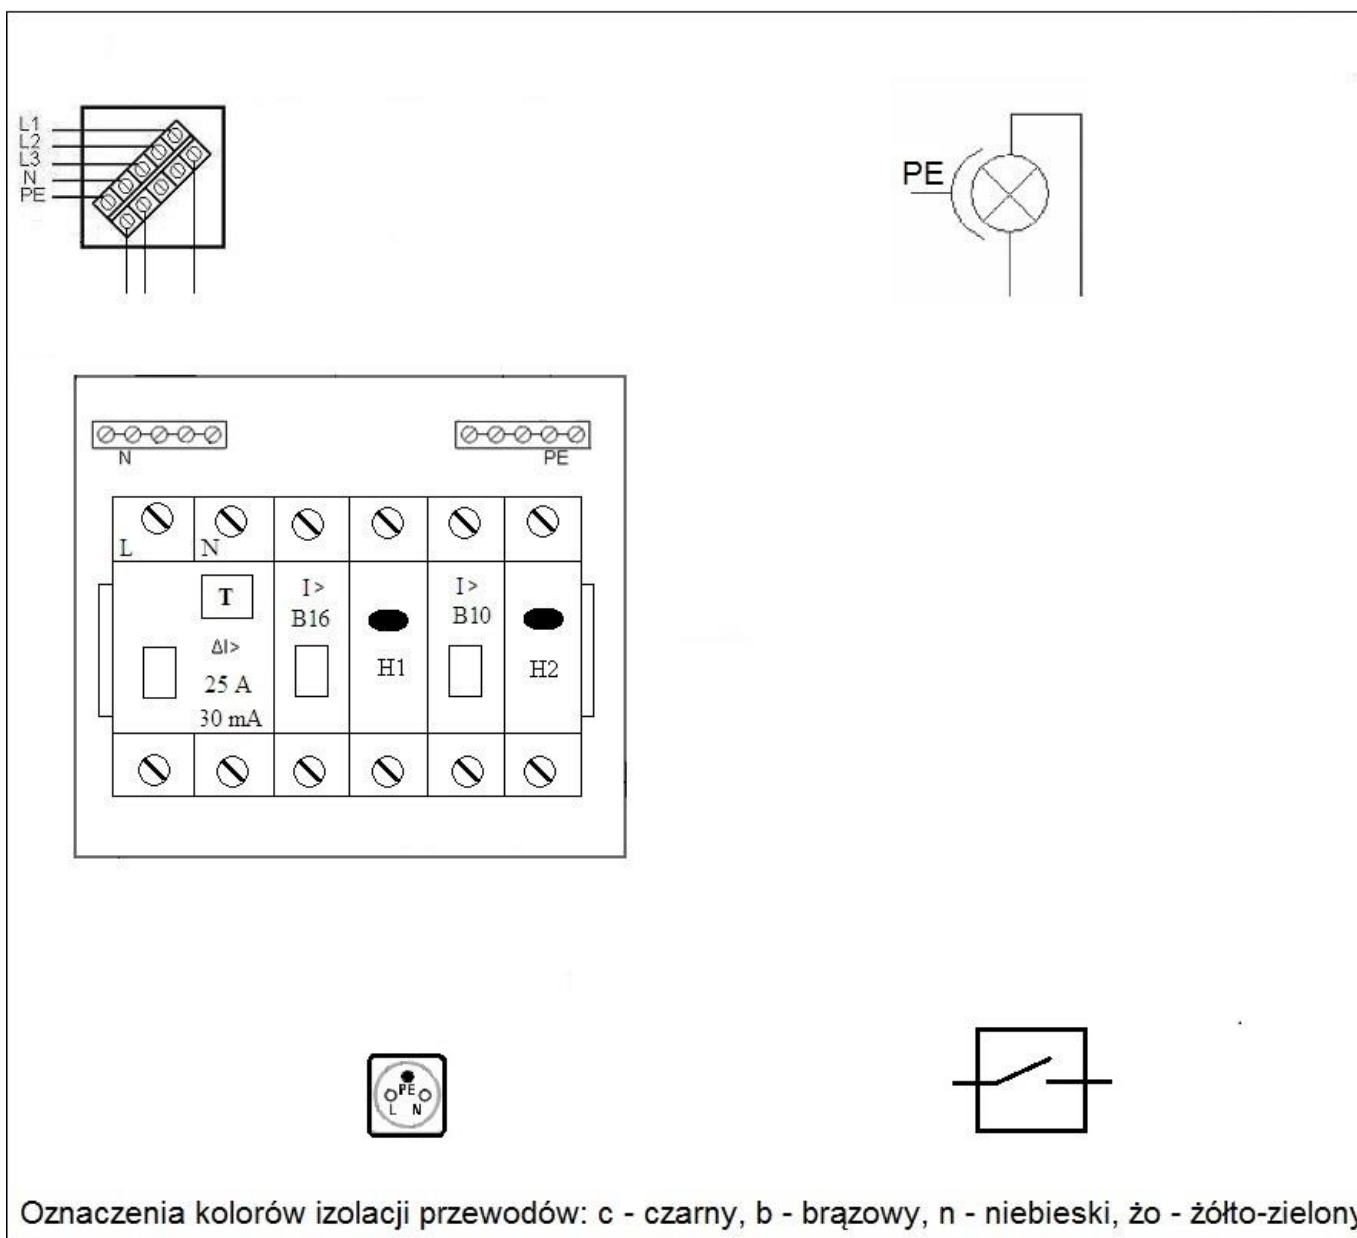 L1
L2
L3
N
PE
PE
N
PE
L
N
T
I>
B16
I>
B10
ΔI>
25 A
30 mA
H1
H2
PE
L N
Oznaczenia kolorów izolacji przewodów: c - czarny, b - brązowy, n - niebieski, żo - żółto-zielony